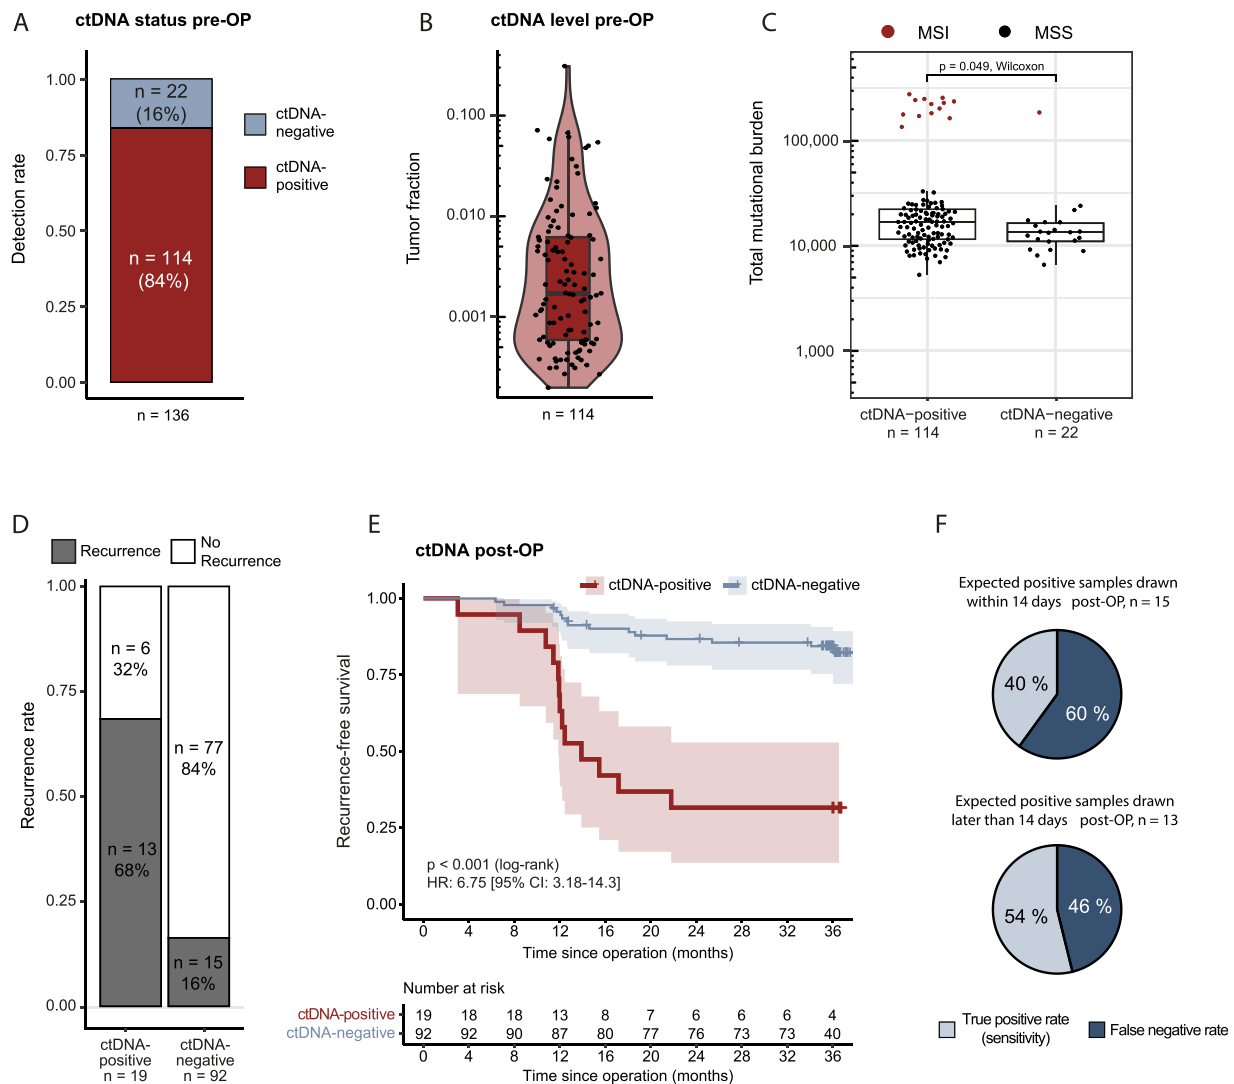 A
ctDNA status pre-OP
1.00
0.75
0.50
0.25
0.00
Detection rate
n = 22
(16%)
n = 114
(84%)
n = 136
ctDNA-
negative
ctDNA-
positive
B
ctDNA level pre-OP
0.100
0.010
0.001
Tumor fraction
n = 114
C
MSI
MSS
p = 0.049, Wilcoxon
100,000
10,000
1,000
Total mutational burden
ctDNA−positive
n = 114
ctDNA−negative
n = 22
D
Recurrence
No
Recurrence
1.00
0.75
0.50
0.25
0.00
Recurrence rate
n = 6
32%
n = 13
68%
n = 77
84%
n = 15
16%
ctDNA-
positive
n = 19
ctDNA-
negative
n = 92
E
ctDNA post-OP
ctDNA-positive
ctDNA-negative
1.00
0.75
0.50
0.25
0.00
Recurrence-free survival
p < 0.001 (log-rank)
HR: 6.75 [95% CI: 3.18-14.3]
0 4 8 12 16 20 24 28 32 36
Time since operation (months)
Number at risk
ctDNA-positive 19 18 18 13 8 7 6 6 6 4
ctDNA-negative 92 92 90 87 80 77 76 73 73 40
0 4 8 12 16 20 24 28 32 36
Time since operation (months)
F
Expected positive samples drawn
within 14 days post-OP, n = 15
40 %
60 %
Expected positive samples drawn
later than 14 days post-OP, n = 13
54 %
46 %
True positive rate
(sensitivity)
False negative rate